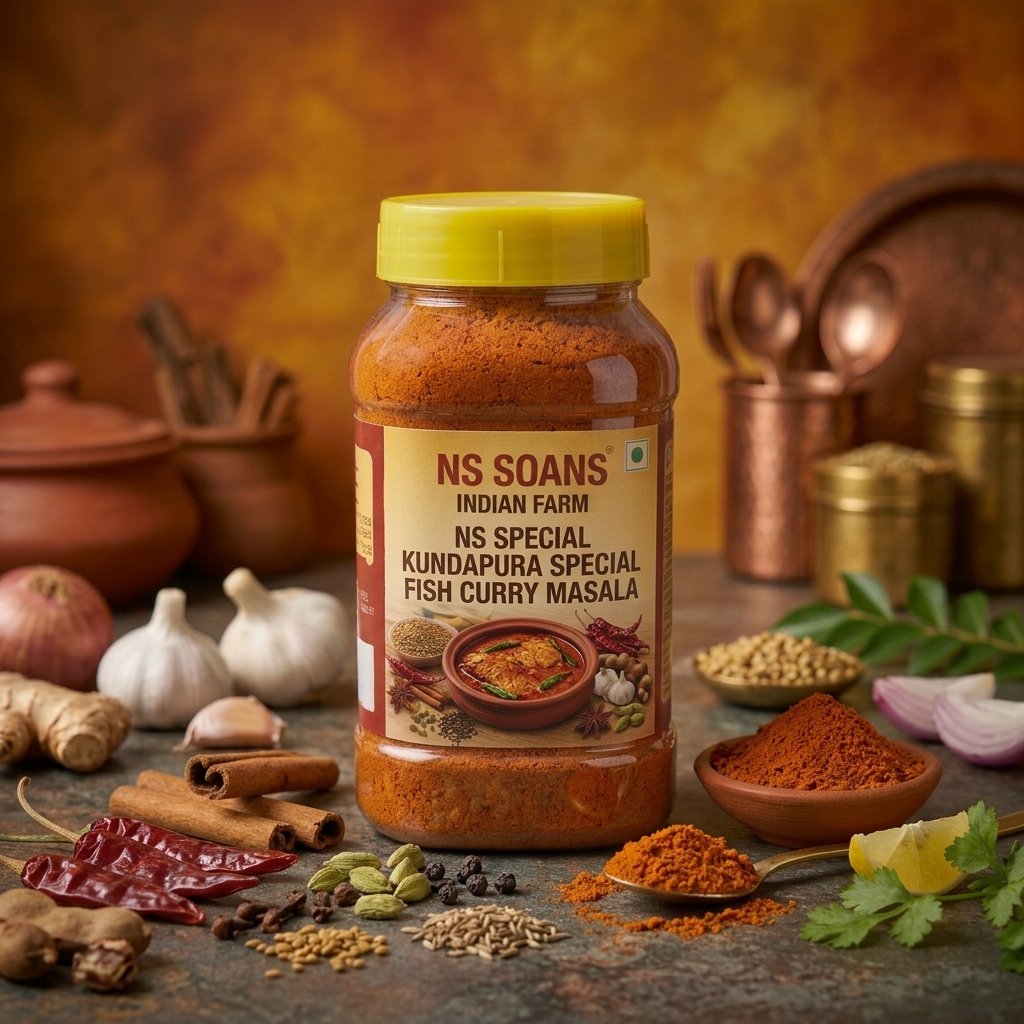 NS SOANS®
INDIAN FARM
NS SPECIAL
KUNDAPURA SPECIAL
FISH CURRY MASALA